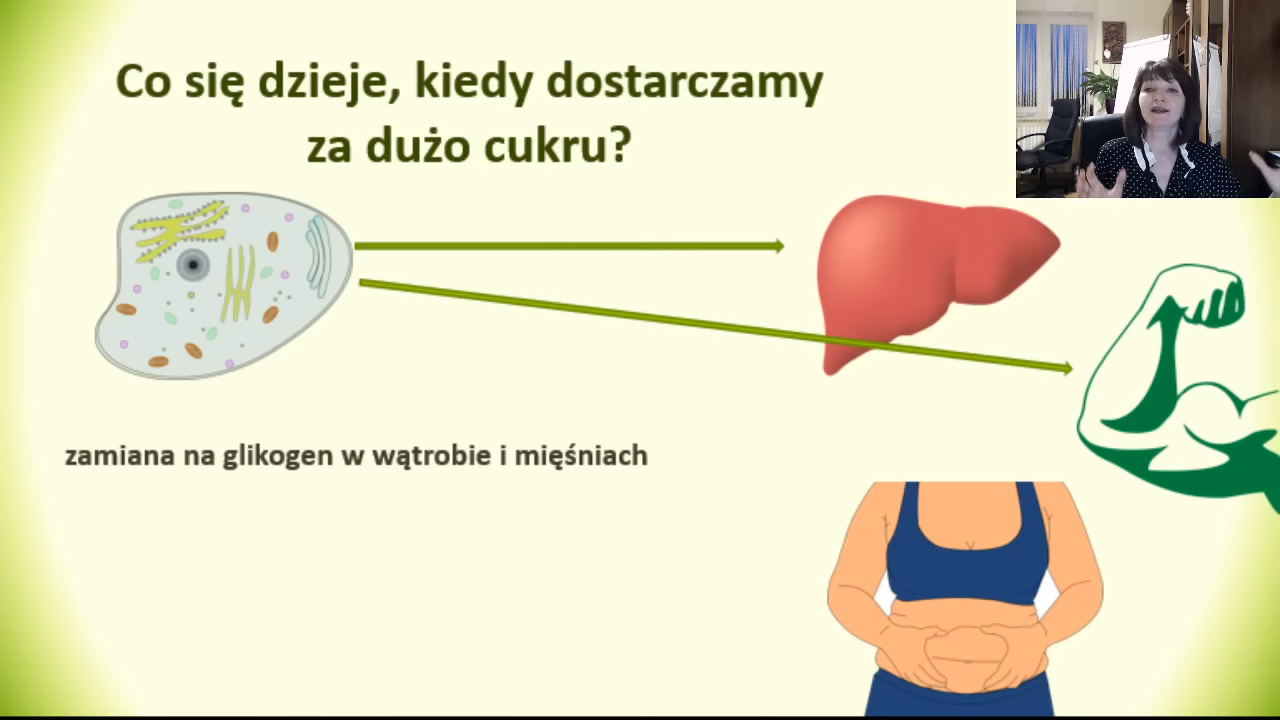 Co się dzieje, kiedy dostarczamy
za dużo cukru?
zamiana na glikogen w wątrobie i mięśniach